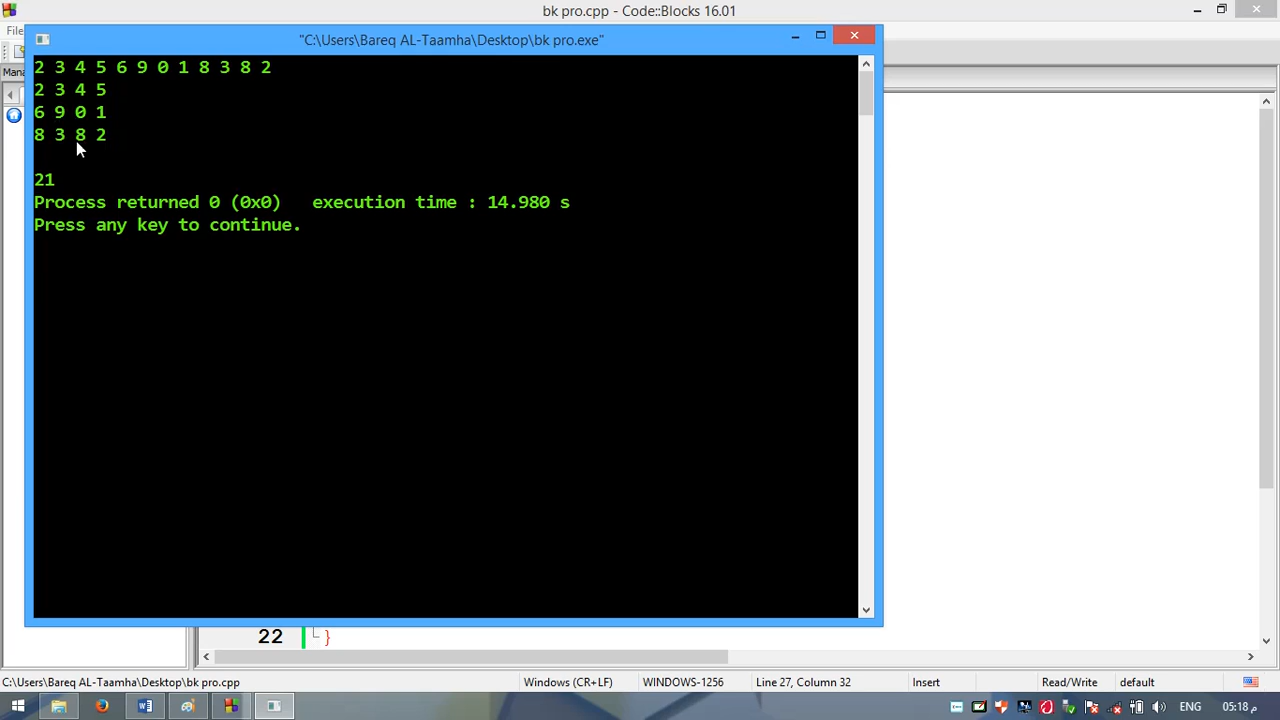 bk pro.cpp - Code::Blocks 16.01
File
"C:\Users\Bareq AL-Taamha\Desktop\bk pro.exe"
Mana
2 3 4 5 6 9 0 1 8 3 8 2
2 3 4 5
6 9 0 1
8 3 8 2
21
Process returned 0 (0x0)   execution time : 14.980 s
Press any key to continue.
22 }
C:\Users\Bareq AL-Taamha\Desktop\bk pro.cpp Windows (CR+LF) WINDOWS-1256 Line 27, Column 32 Insert Read/Write default
ENG 05:18 م